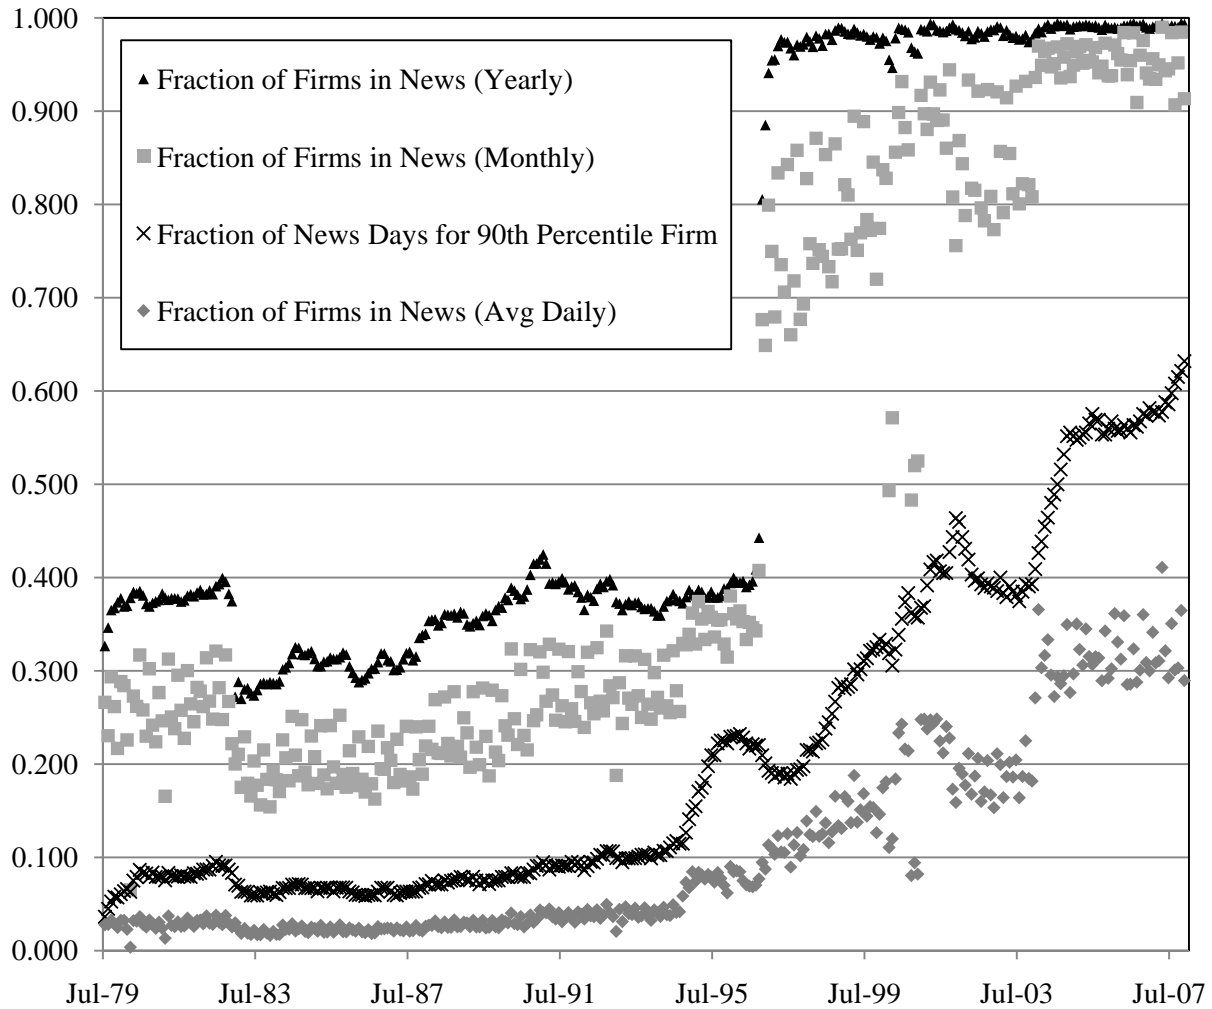 1.000
0.900
0.800
0.700
0.600
0.500
0.400
0.300
0.200
0.100
0.000
Fraction of Firms in News (Yearly)
Fraction of Firms in News (Monthly)
Fraction of News Days for 90th Percentile Firm
Fraction of Firms in News (Avg Daily)
Jul-79 Jul-83 Jul-87 Jul-91 Jul-95 Jul-99 Jul-03 Jul-07